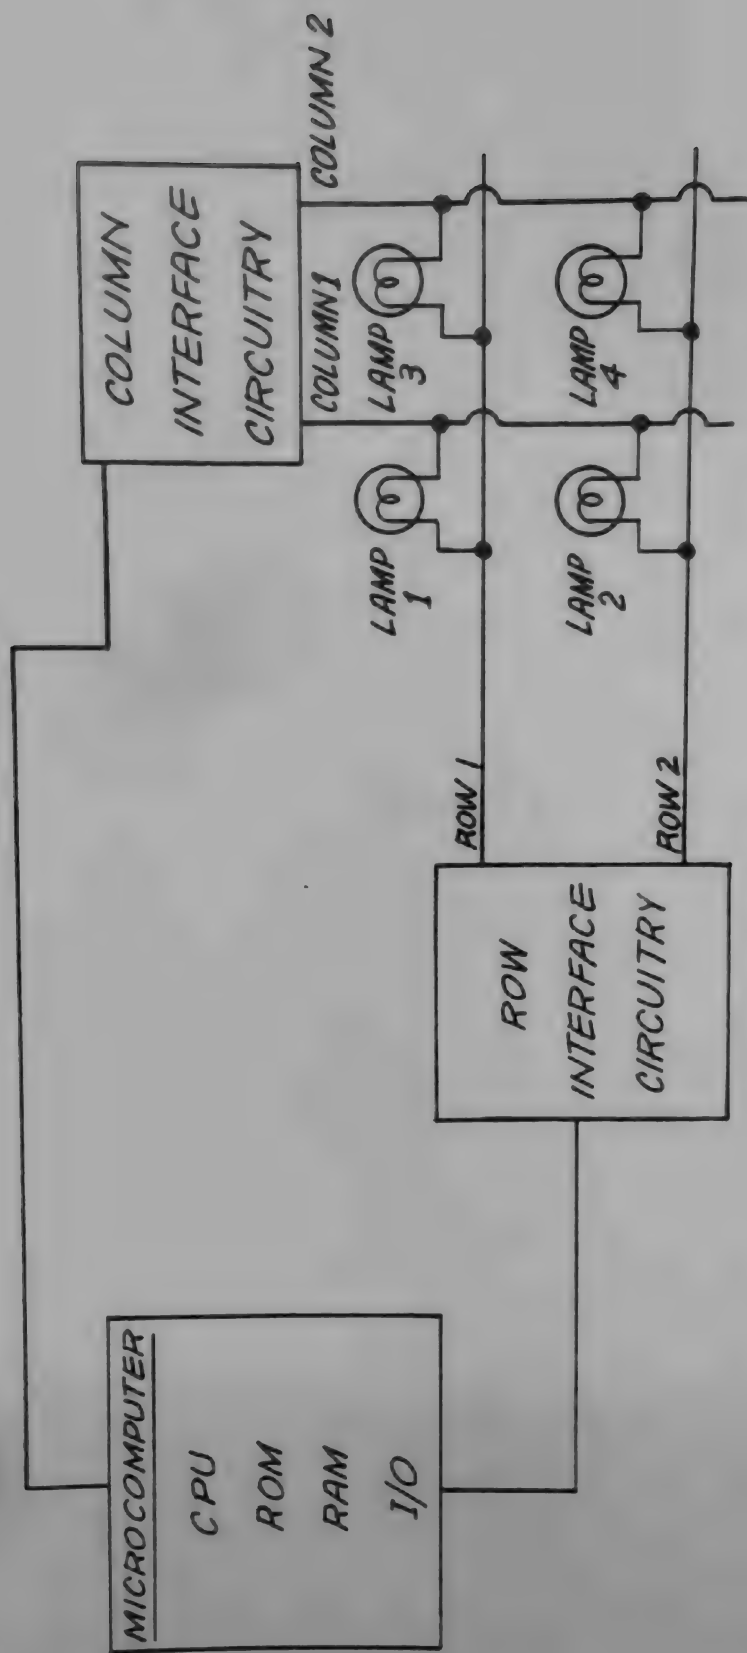 MICROCOMPUTER
CPU
ROM
RAM
I/O
COLUMN
INTERFACE
CIRCUITRY
COLUMN 1
COLUMN 2
ROW
INTERFACE
CIRCUITRY
ROW 1
ROW 2
LAMP
1
LAMP
3
LAMP
2
LAMP
4